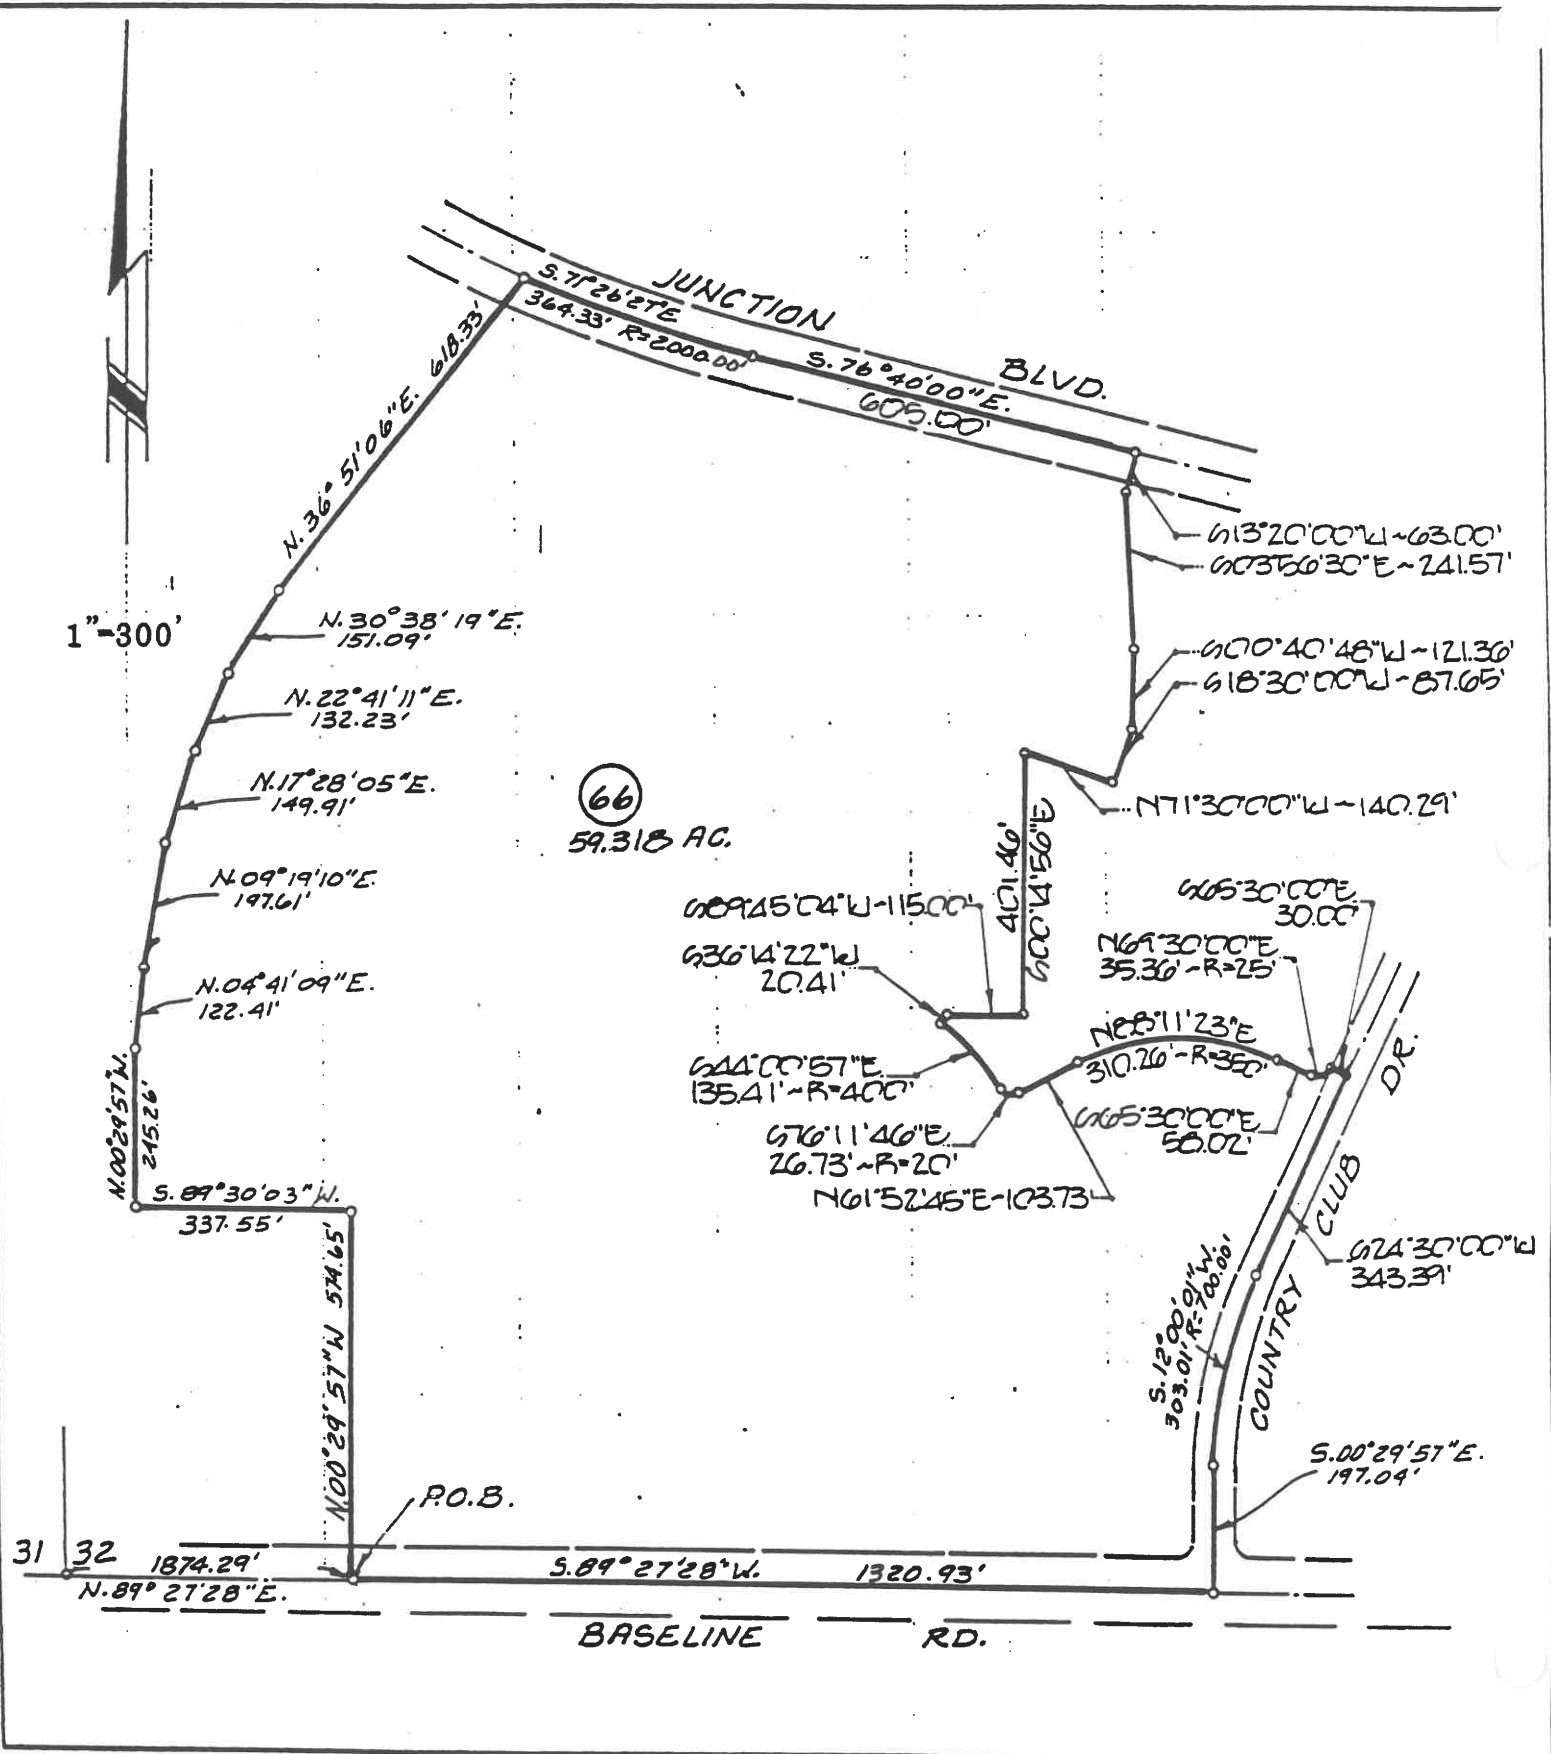 S.71°26'27"E
364.33' R=2000.00'
JUNCTION
BLVD.
S.76°40'00"E.
605.00'
N.36°51'06"E. 618.33'
S13°20'00"W~63.00'
S03°56'30"E~241.57'
1"=300'
N.30°38'19"E.
151.09'
S00°40'48"W~121.36'
S18°30'00"W~87.65'
N.22°41'11"E.
132.23'
N.17°28'05"E.
149.91'
66
59.318 AC.
N71°30'00"W~140.29'
401.46'
S00°14'56"E
N.09°19'10"E.
197.61'
S89°45'04"W~115.00'
S65°30'00"E
30.00'
S36°14'22"W
20.41'
N69°30'00"E
35.36'~R=25'
N.04°41'09"E.
122.41'
N88°11'23"E
310.26'~R=350'
DR.
S44°00'57"E
135.41'~R=400'
N.00°29'57"W.
245.26'
S76°11'46"E
26.73'~R=20'
S65°30'00"E
58.02'
N61°52'45"E~103.73'
S.89°30'03"W.
337.55'
CLUB
S24°30'00"W
343.39'
N.00°29'57"W 574.65'
S.12°00'01"W.
303.01' R=700.00'
COUNTRY
S.00°29'57"E.
197.04'
P.O.B.
31 32 1874.29'
N.89°27'28"E.
S.89°27'28"W. 1320.93'
BASELINE RD.